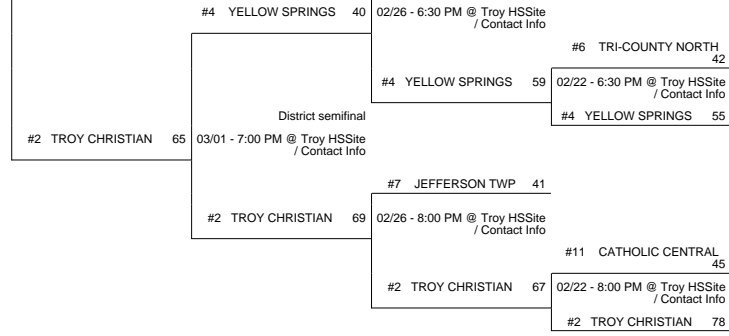 #4 YELLOW SPRINGS 40
02/26 - 6:30 PM @ Troy HSSite
/ Contact Info
#6 TRI-COUNTY NORTH
42
#4 YELLOW SPRINGS 59
02/22 - 6:30 PM @ Troy HSSite
/ Contact Info
#4 YELLOW SPRINGS 55
District semifinal
#2 TROY CHRISTIAN 65
03/01 - 7:00 PM @ Troy HSSite
/ Contact Info
#7 JEFFERSON TWP 41
#2 TROY CHRISTIAN 69
02/26 - 8:00 PM @ Troy HSSite
/ Contact Info
#11 CATHOLIC CENTRAL
45
#2 TROY CHRISTIAN 67
02/22 - 8:00 PM @ Troy HSSite
/ Contact Info
#2 TROY CHRISTIAN 78